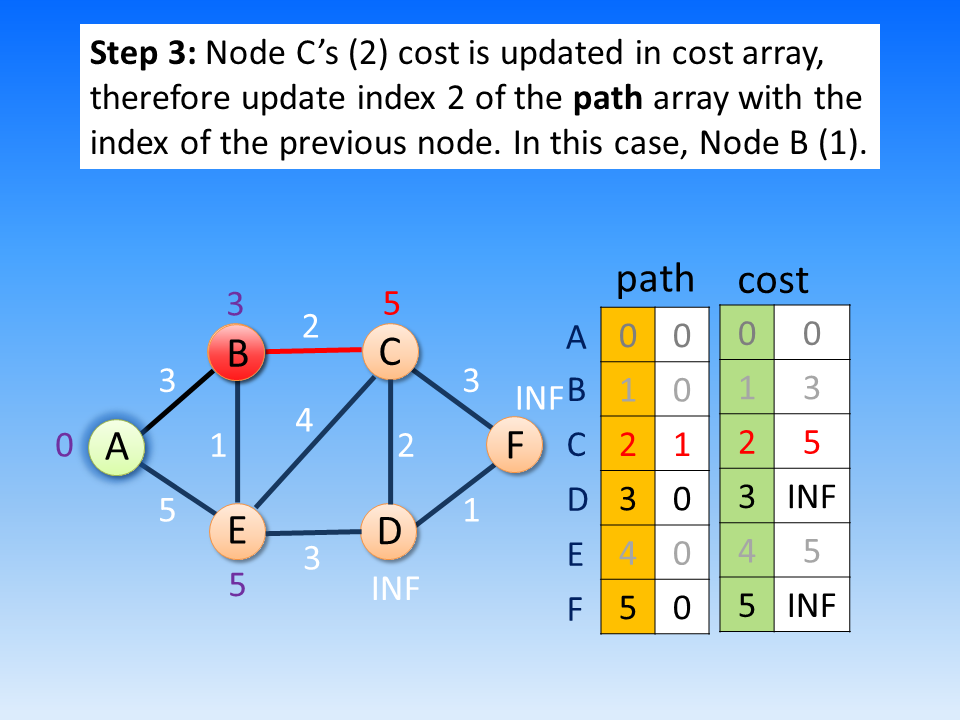 Step 3: Node C’s (2) cost is updated in cost array,
therefore update index 2 of the path array with the
index of the previous node. In this case, Node B (1).
path cost
3 2 5
B C
3 3 INF
0 A 1 4 2 F
5 1
E D
3
5 INF
A 0 0 0 0
B 1 0 1 3
C 2 1 2 5
D 3 0 3 INF
E 4 0 4 5
F 5 0 5 INF